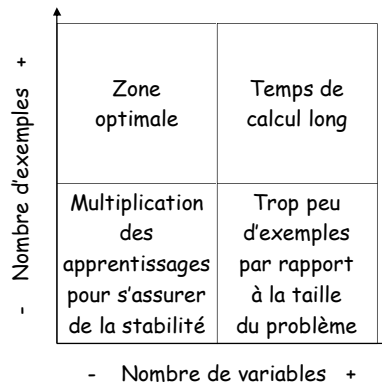 - Nombre d'exemples +
Zone
optimale
Temps de
calcul long
Multiplication
des
apprentissages
pour s'assurer
de la stabilité
Trop peu
d'exemples
par rapport
à la taille
du problème
- Nombre de variables +